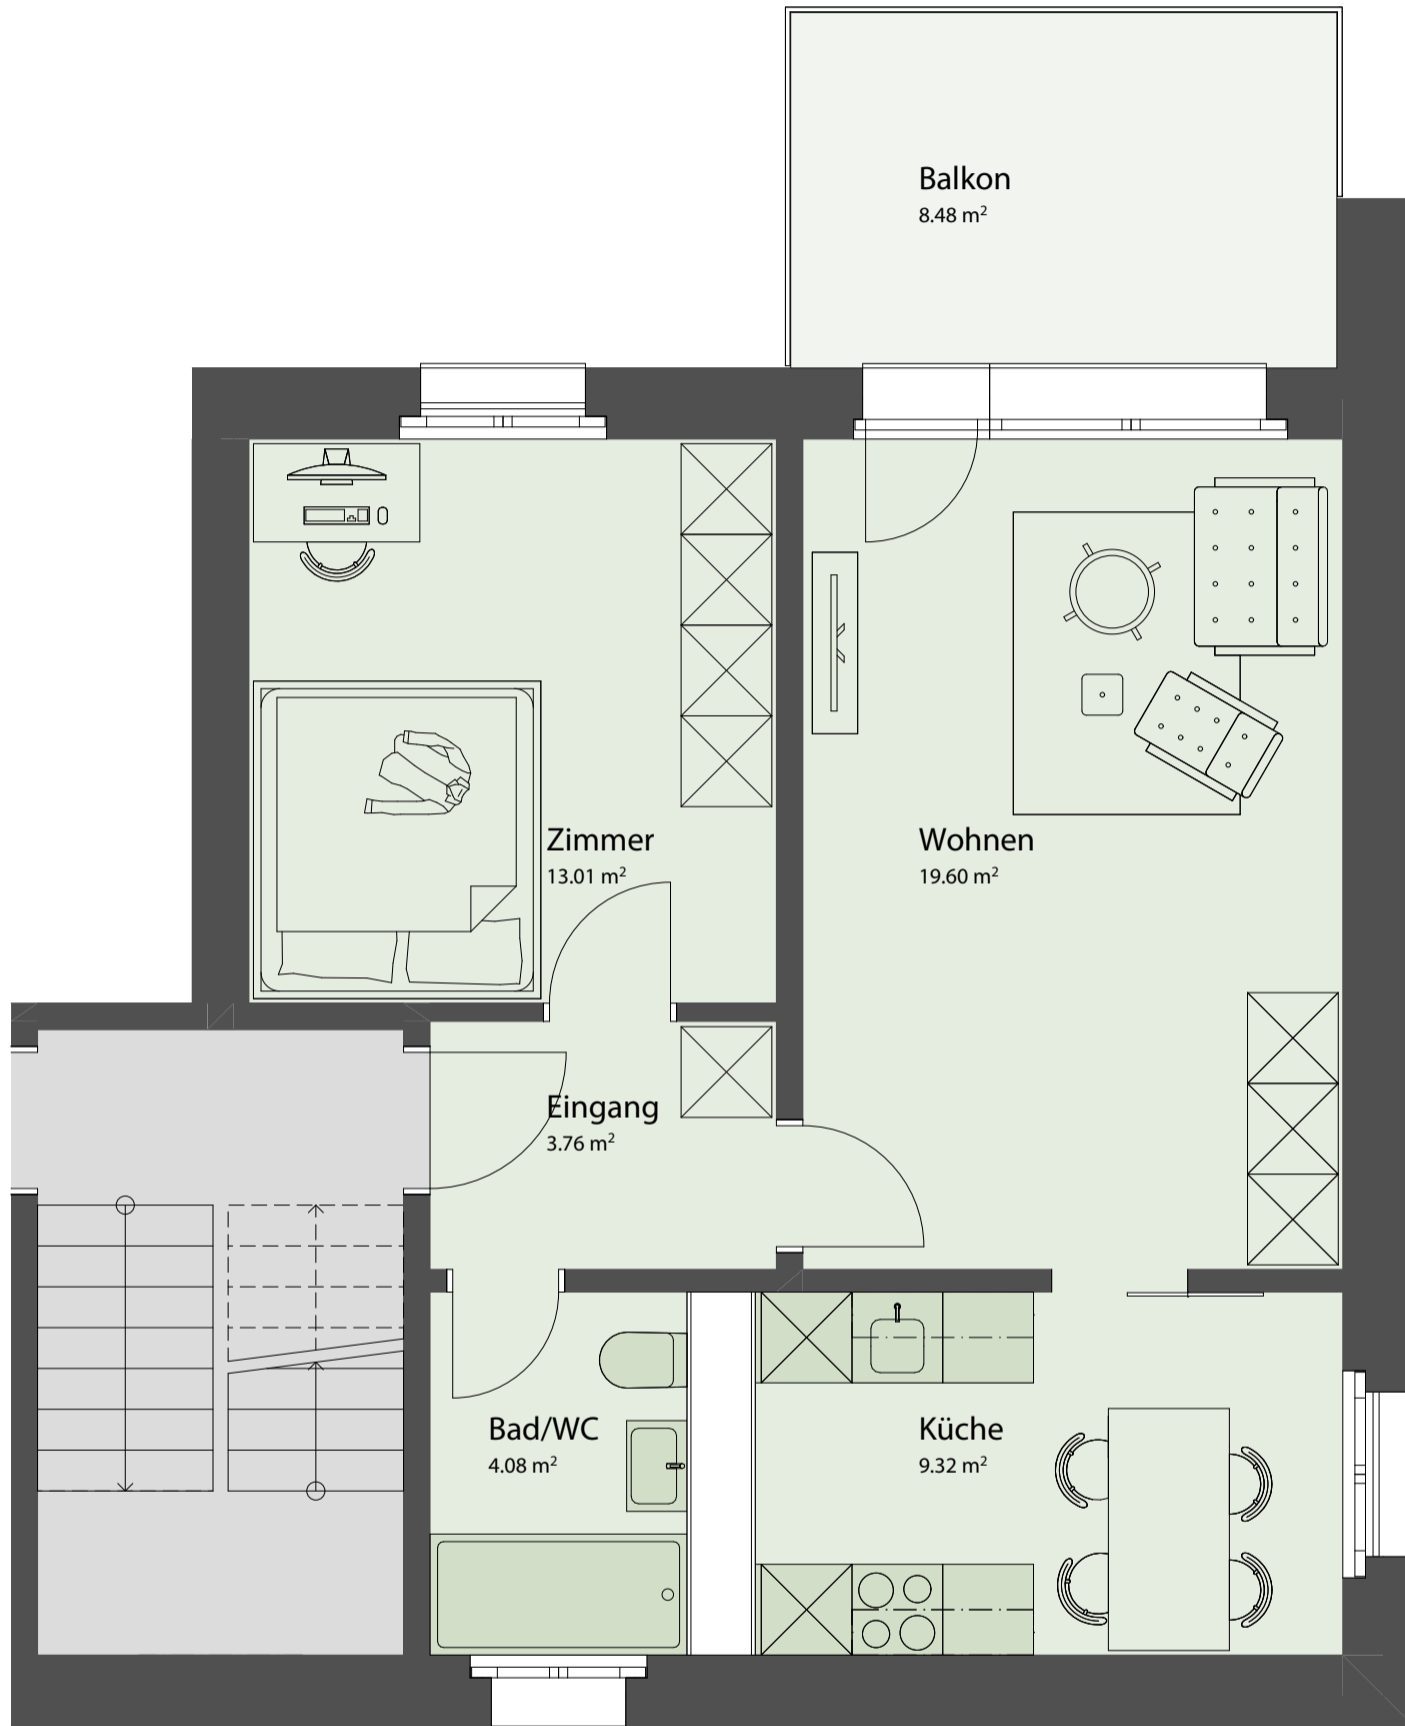 Balkon
8.48 m²
Zimmer
13.01 m²
Wohnen
19.60 m²
Eingang
3.76 m²
Bad/WC
4.08 m²
Küche
9.32 m²